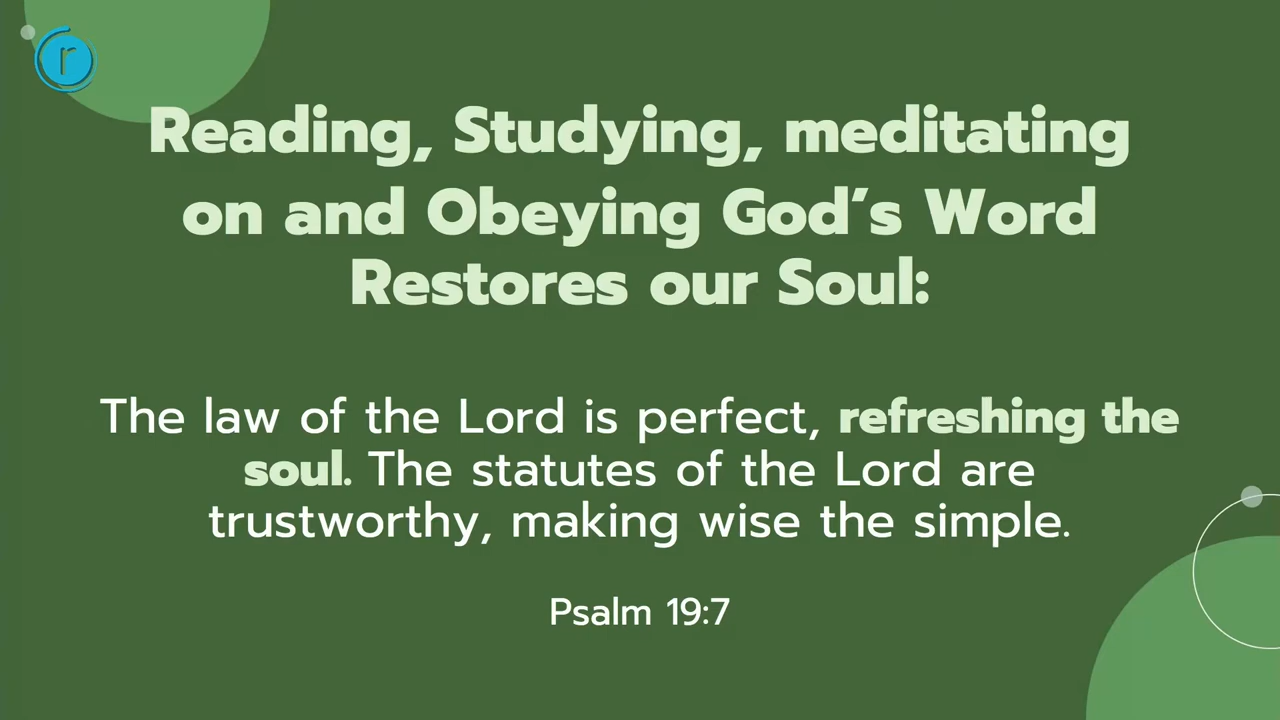 r
Reading, Studying, meditating
on and Obeying God’s Word
Restores our Soul:
The law of the Lord is perfect, refreshing the
soul. The statutes of the Lord are
trustworthy, making wise the simple.
Psalm 19:7